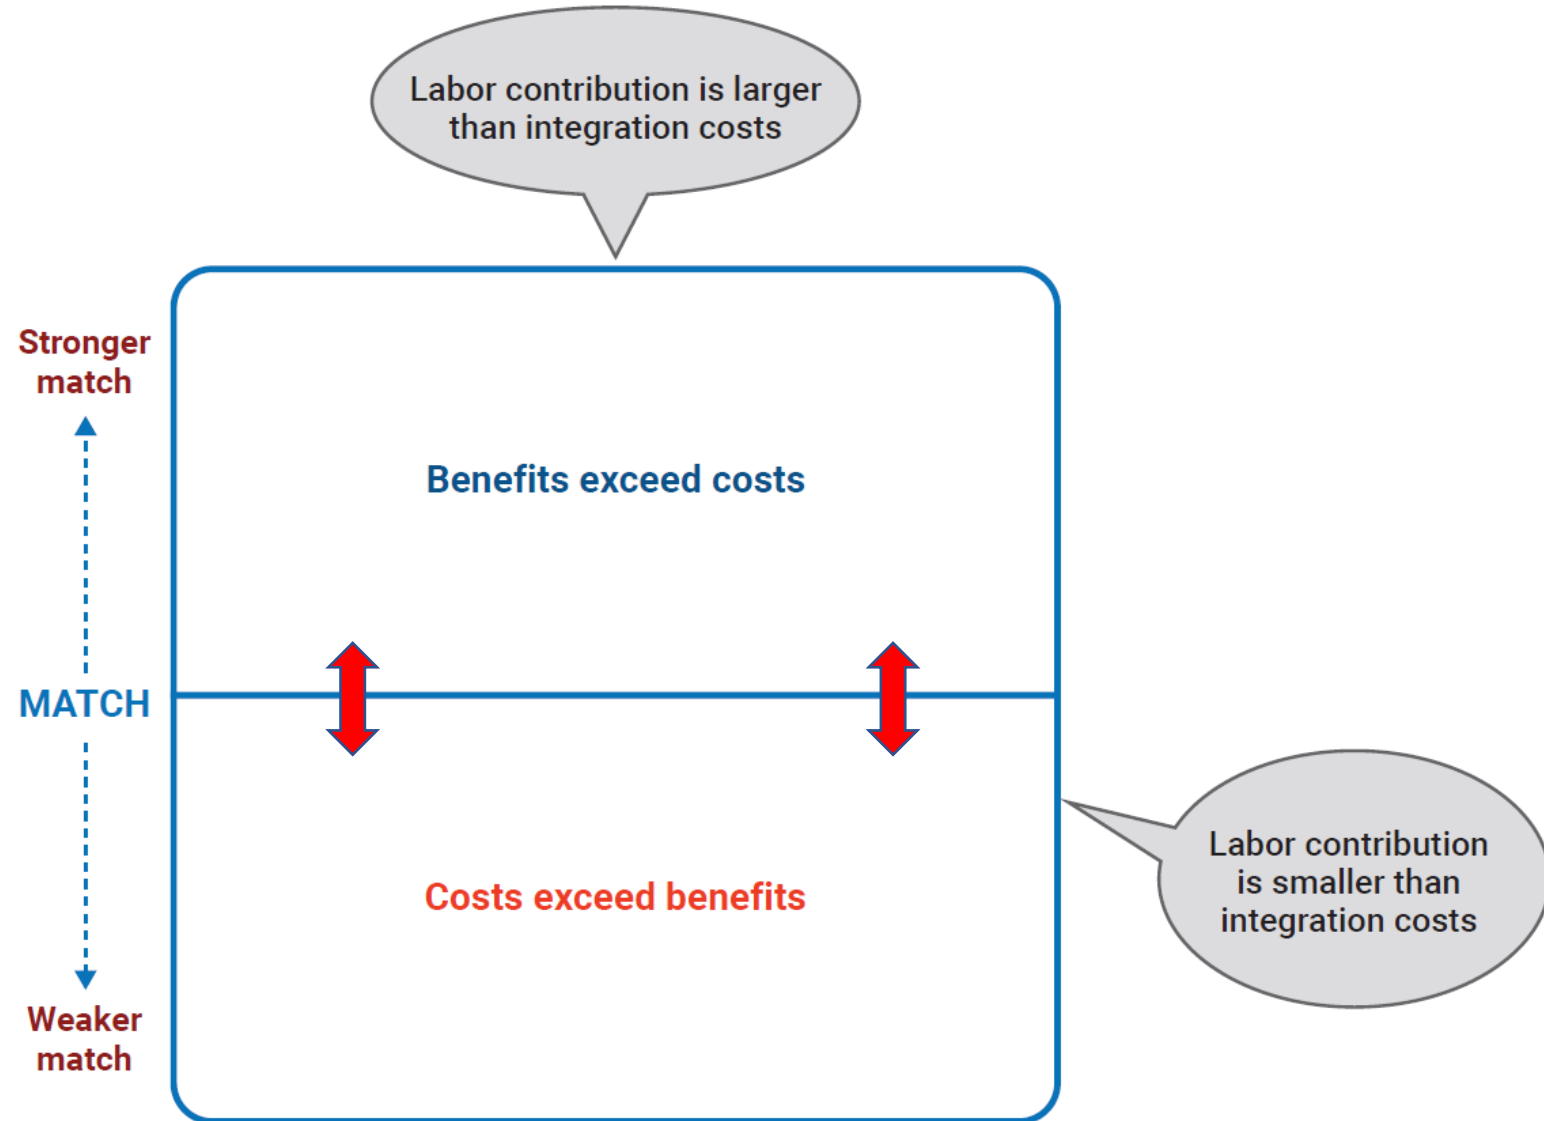 Labor contribution is larger
than integration costs
Stronger
match
Benefits exceed costs
MATCH
Labor contribution
is smaller than
integration costs
Costs exceed benefits
Weaker
match